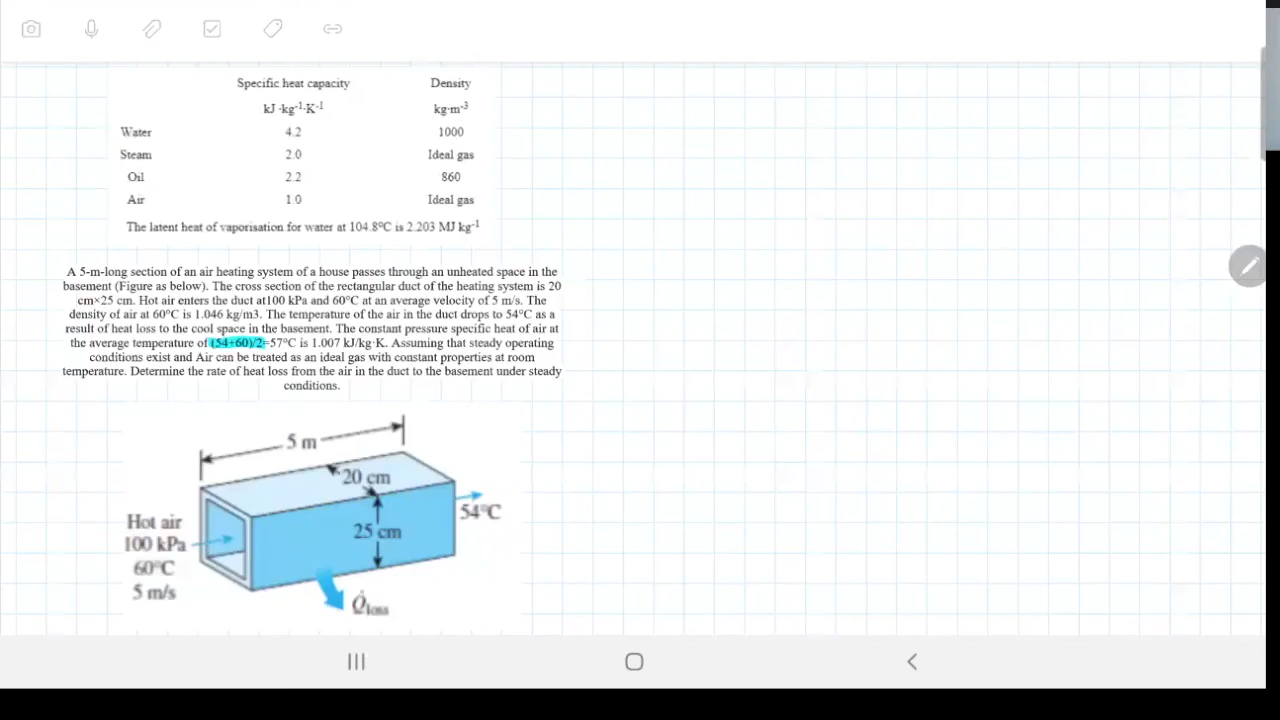 Specific heat capacity Density
kJ ·kg-1·K-1 kg·m-3
Water 4.2 1000
Steam 2.0 Ideal gas
Oil 2.2 860
Air 1.0 Ideal gas
The latent heat of vaporisation for water at 104.8°C is 2.203 MJ kg-1
A 5-m-long section of an air heating system of a house passes through an unheated space in the
basement (Figure as below). The cross section of the rectangular duct of the heating system is 20
cm×25 cm. Hot air enters the duct at100 kPa and 60°C at an average velocity of 5 m/s. The
density of air at 60°C is 1.046 kg/m3. The temperature of the air in the duct drops to 54°C as a
result of heat loss to the cool space in the basement. The constant pressure specific heat of air at
the average temperature of (54+60)/2=57°C is 1.007 kJ/kg·K. Assuming that steady operating
conditions exist and Air can be treated as an ideal gas with constant properties at room
temperature. Determine the rate of heat loss from the air in the duct to the basement under steady
conditions.
5 m
20 cm
54°C
25 cm
Hot air
100 kPa
60°C
5 m/s
Q̇loss